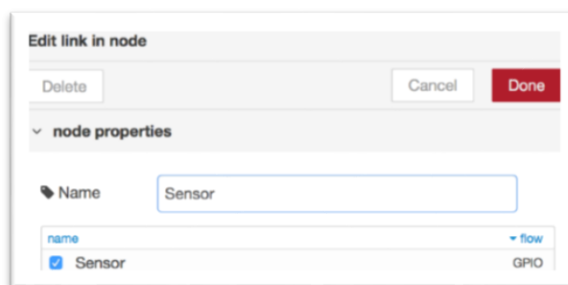 Edit link in node
Delete Cancel Done
node properties
Name Sensor
name flow
Sensor GPIO